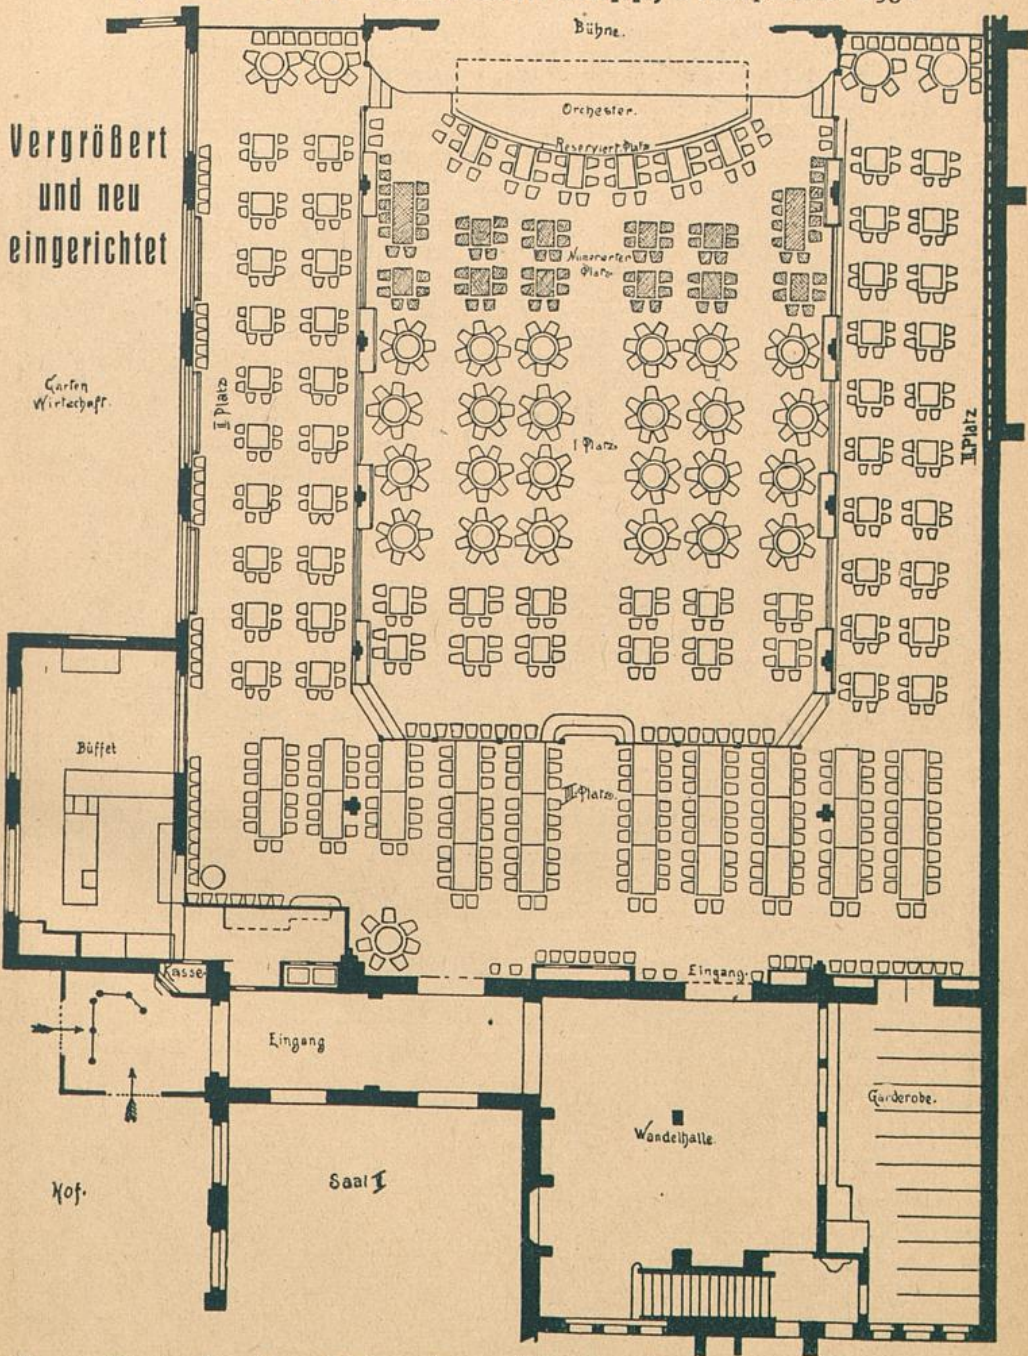 Bühne.
Orchester.
Reserviert. Platz
Vergrößert
und neu
eingerichtet
Numerierter
Platz.
Garten
Wirtschaft.
II Platz
I Platz.
II. Platz
Büffet
III. Platz.
Kasse.
Eingang.
Eingang
Garderobe.
Wandelhalle.
Hof.
Saal I